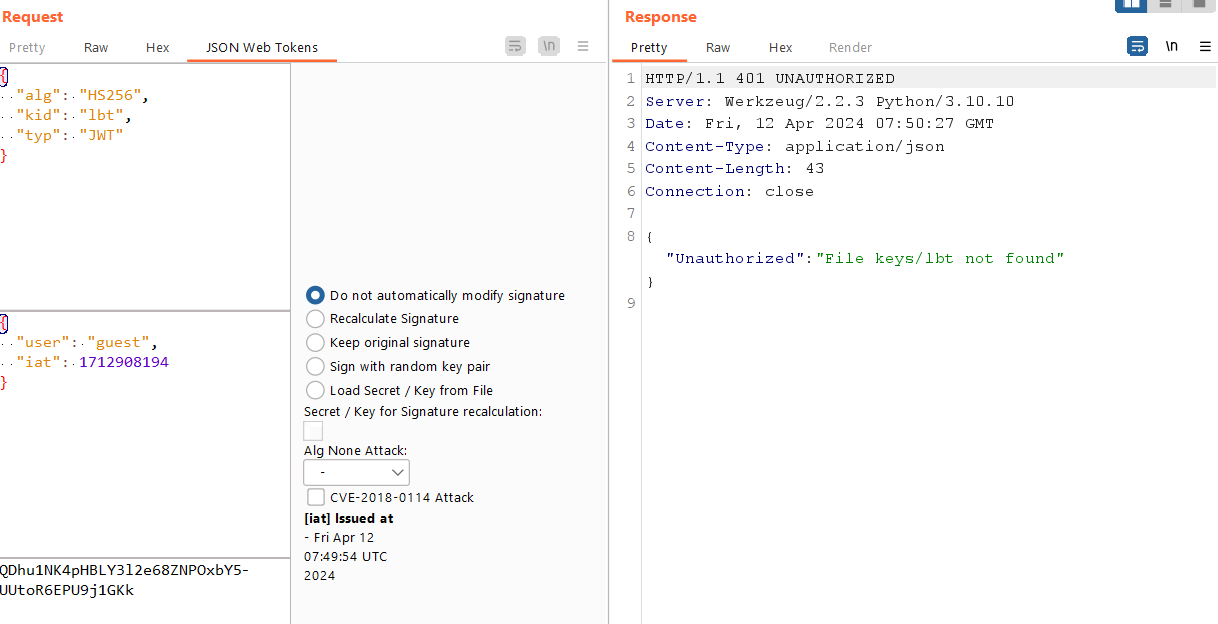 Request
Pretty Raw Hex JSON Web Tokens \n
{
"alg": "HS256",
"kid": "lbt",
"typ": "JWT"
}
{
"user": "guest",
"iat": 1712908194
}
QDhu1NK4pHBLY3l2e68ZNPOxbY5-
UUtoR6EPU9j1GKk
Do not automatically modify signature
Recalculate Signature
Keep original signature
Sign with random key pair
Load Secret / Key from File
Secret / Key for Signature recalculation:
Alg None Attack:
-
CVE-2018-0114 Attack
[iat] Issued at
- Fri Apr 12
07:49:54 UTC
2024
Response
Pretty Raw Hex Render \n
1 HTTP/1.1 401 UNAUTHORIZED
2 Server: Werkzeug/2.2.3 Python/3.10.10
3 Date: Fri, 12 Apr 2024 07:50:27 GMT
4 Content-Type: application/json
5 Content-Length: 43
6 Connection: close
7
8 {
"Unauthorized":"File keys/lbt not found"
}
9